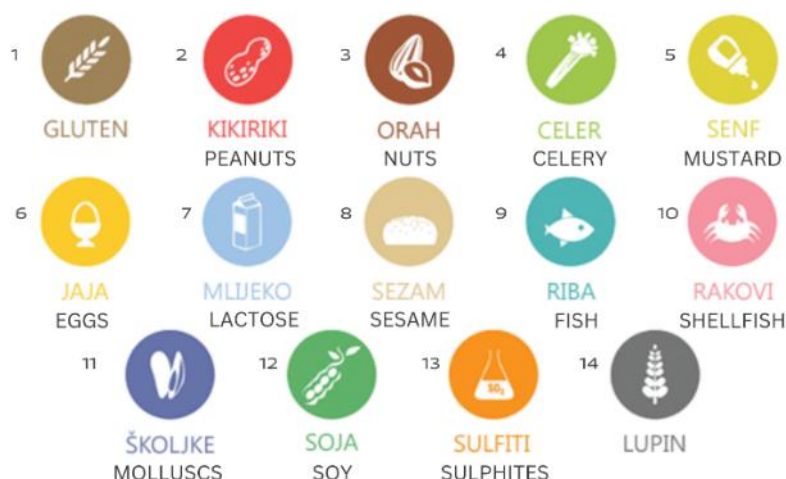 1 2 3 4 5
GLUTEN KIKIRIKI ORAH CELER SENF
PEANUTS NUTS CELERY MUSTARD
6 7 8 9 10
JAJA MLIJEKO SEZAM RIBA RAKOVI
EGGS LACTOSE SESAME FISH SHELLFISH
11 12 13 14
SO2
ŠKOLJKE SOJA SULFITI LUPIN
MOLLUSCS SOY SULPHITES